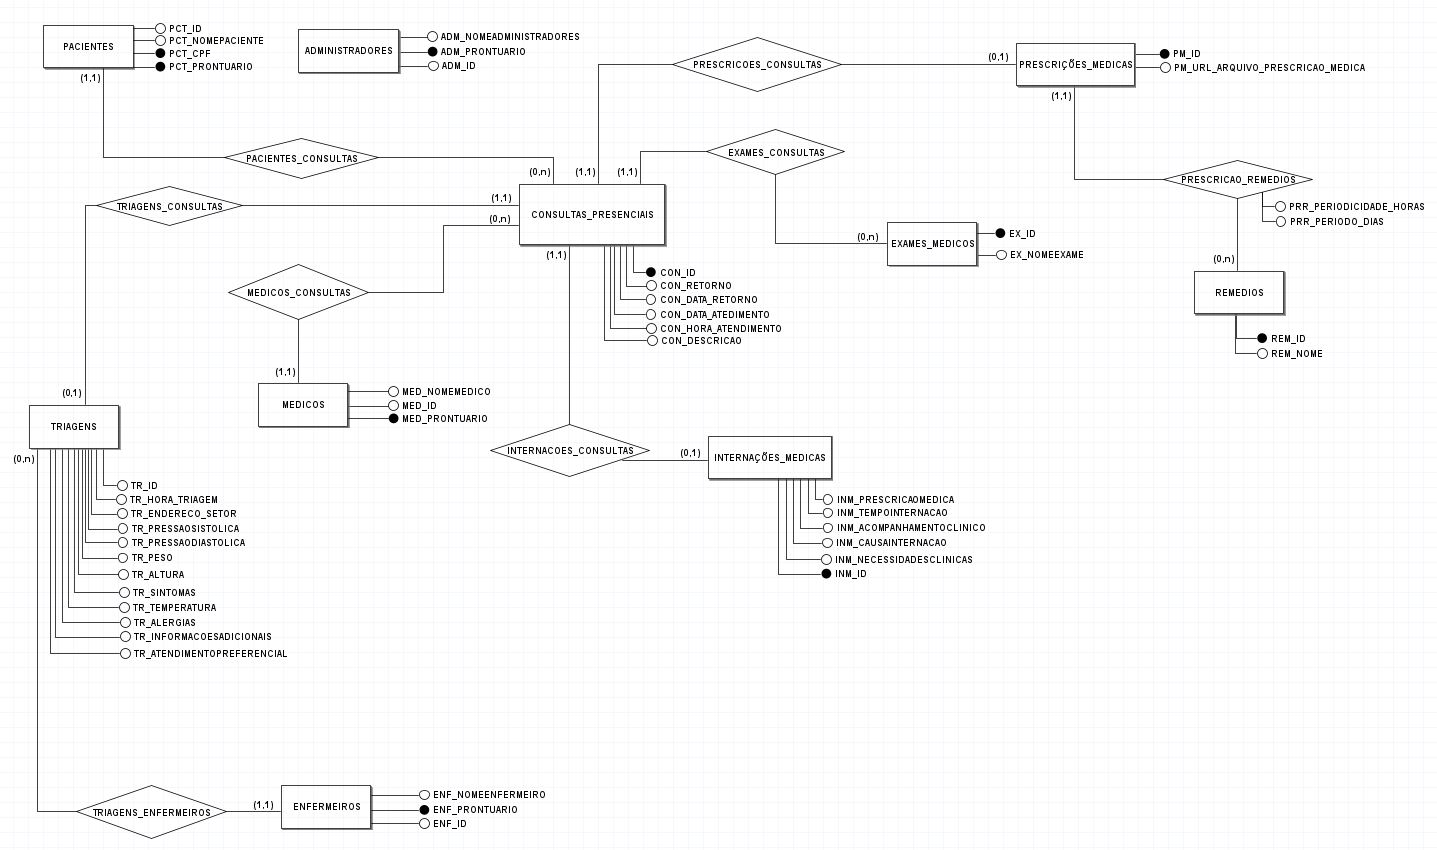 PACIENTES
PCT_ID
PCT_NOMEPACIENTE
PCT_CPF
PCT_PRONTUARIO
(1,1)
ADMINISTRADORES
ADM_NOMEADMINISTRADORES
ADM_PRONTUARIO
ADM_ID
PRESCRICOES_CONSULTAS
(0,1)
PRESCRIÇÕES_MEDICAS
PM_ID
PM_URL_ARQUIVO_PRESCRICAO_MEDICA
(1,1)
PACIENTES_CONSULTAS
(0,n)
(1,1)
(1,1)
EXAMES_CONSULTAS
PRESCRICAO_REMEDIOS
PRR_PERIODICIDADE_HORAS
PRR_PERIODO_DIAS
TRIAGENS_CONSULTAS
(1,1)
(0,n)
CONSULTAS_PRESENCIAIS
(1,1)
(0,n)
EXAMES_MEDICOS
EX_ID
EX_NOMEEXAME
(0,n)
REMEDIOS
REM_ID
REM_NOME
CON_ID
CON_RETORNO
CON_DATA_RETORNO
CON_DATA_ATEDIMENTO
CON_HORA_ATENDIMENTO
CON_DESCRICAO
MEDICOS_CONSULTAS
(1,1)
MEDICOS
MED_NOMEMEDICO
MED_ID
MED_PRONTUARIO
(0,1)
TRIAGENS
(0,n)
INTERNACOES_CONSULTAS
(0,1)
INTERNAÇÕES_MEDICAS
INM_PRESCRICAOMEDICA
INM_TEMPOINTERNACAO
INM_ACOMPANHAMENTOCLINICO
INM_CAUSAINTERNACAO
INM_NECESSIDADESCLINICAS
INM_ID
TR_ID
TR_HORA_TRIAGEM
TR_ENDERECO_SETOR
TR_PRESSAOSISTOLICA
TR_PRESSAODIASTOLICA
TR_PESO
TR_ALTURA
TR_SINTOMAS
TR_TEMPERATURA
TR_ALERGIAS
TR_INFORMACOESADICIONAIS
TR_ATENDIMENTOPREFERENCIAL
TRIAGENS_ENFERMEIROS
(1,1)
ENFERMEIROS
ENF_NOMEENFERMEIRO
ENF_PRONTUARIO
ENF_ID